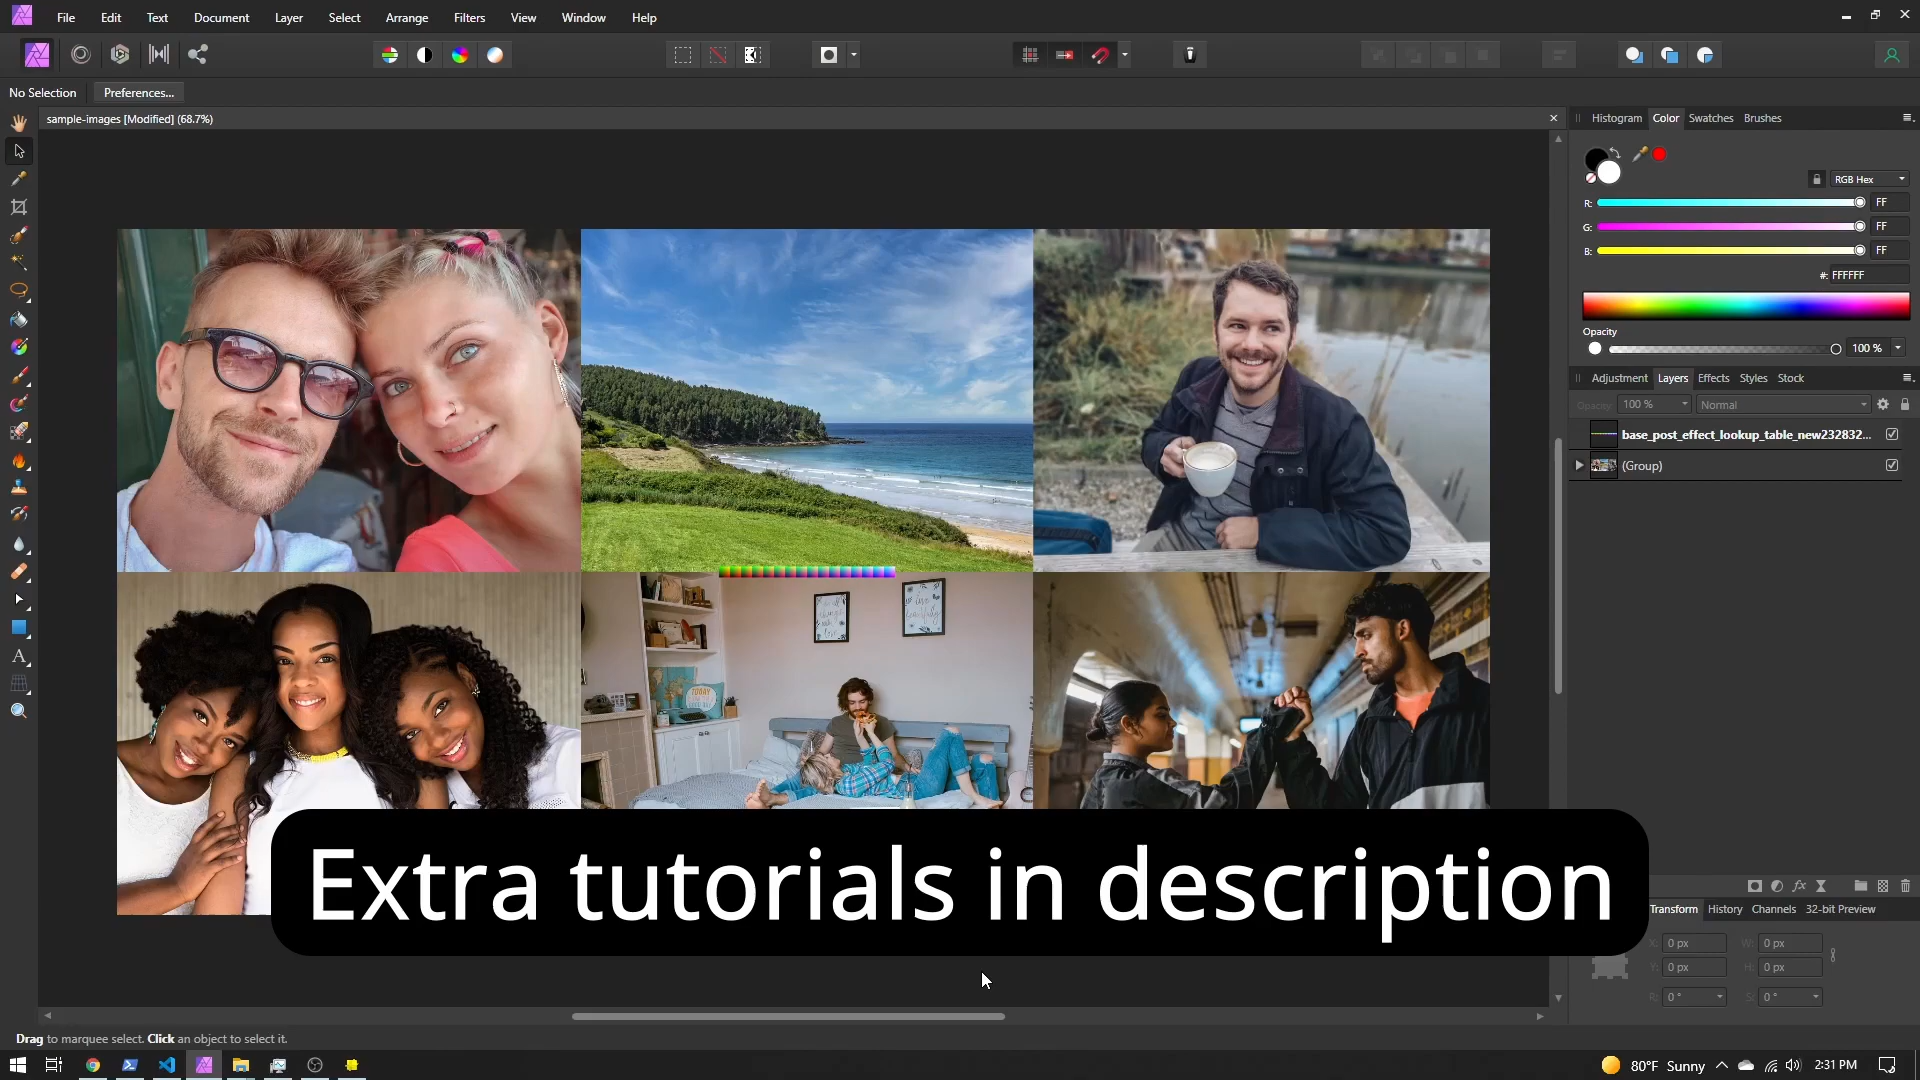 File Edit Text Document Layer Select Arrange Filters View Window Help
No Selection Preferences...
sample-images [Modified] (68.7%)
Histogram Color Swatches Brushes
RGB Hex
R: FF
G: FF
B: FF
#: FFFFFF
Opacity
100 %
Adjustment Layers Effects Styles Stock
Opacity: 100 % Normal
base_post_effect_lookup_table_new232832...
(Group)
TODAY
Extra tutorials in description
Transform History Channels 32-bit Preview
X: 0 px W: 0 px
Y: 0 px H: 0 px
R: 0 ° S: 0 °
Drag to marquee select. Click an object to select it.
80°F Sunny 2:31 PM